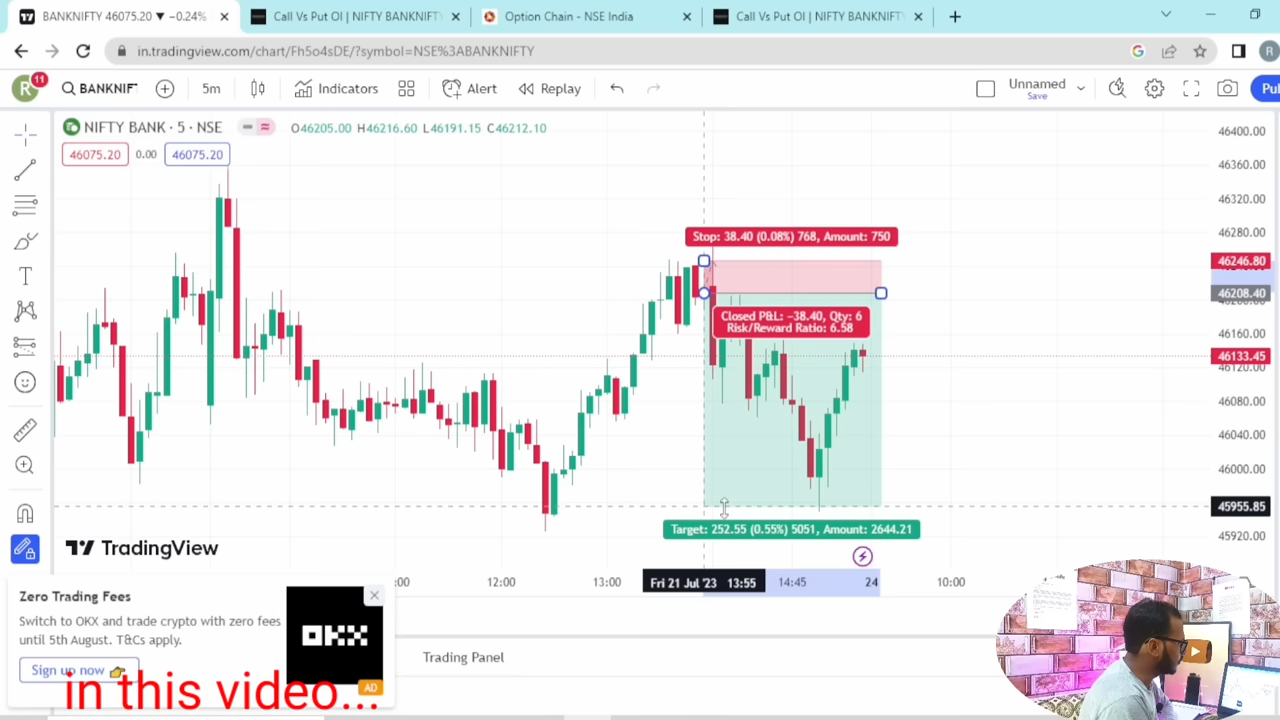 BANKNIFTY 46075.20 ▼ −0.24%
Call Vs Put OI | NIFTY BANKNIFTY
Option Chain - NSE India
Call Vs Put OI | NIFTY BANKNIFTY
in.tradingview.com/chart/Fh5o4sDE/?symbol=NSE%3ABANKNIFTY
R
R
11
BANKNIF
5m
Indicators
Alert
Replay
Unnamed
Save
Pu
NIFTY BANK · 5 · NSE
O46205.00 H46216.60 L46191.15 C46212.10
46075.20
0.00
46075.20
46400.00
46360.00
46320.00
46280.00
46246.80
46208.40
46160.00
46133.45
46120.00
46080.00
46040.00
46000.00
45955.85
45920.00
Stop: 38.40 (0.08%) 768, Amount: 750
Closed P&L: −38.40, Qty: 6
Risk/Reward Ratio: 6.58
Target: 252.55 (0.55%) 5051, Amount: 2644.21
TradingView
:00
12:00
13:00
Fri 21 Jul '23 13:55
14:45
24
10:00
Zero Trading Fees
Switch to OKX and trade crypto with zero fees
until 5th August. T&Cs apply.
Sign up now
OKX
AD
Trading Panel
in this video...